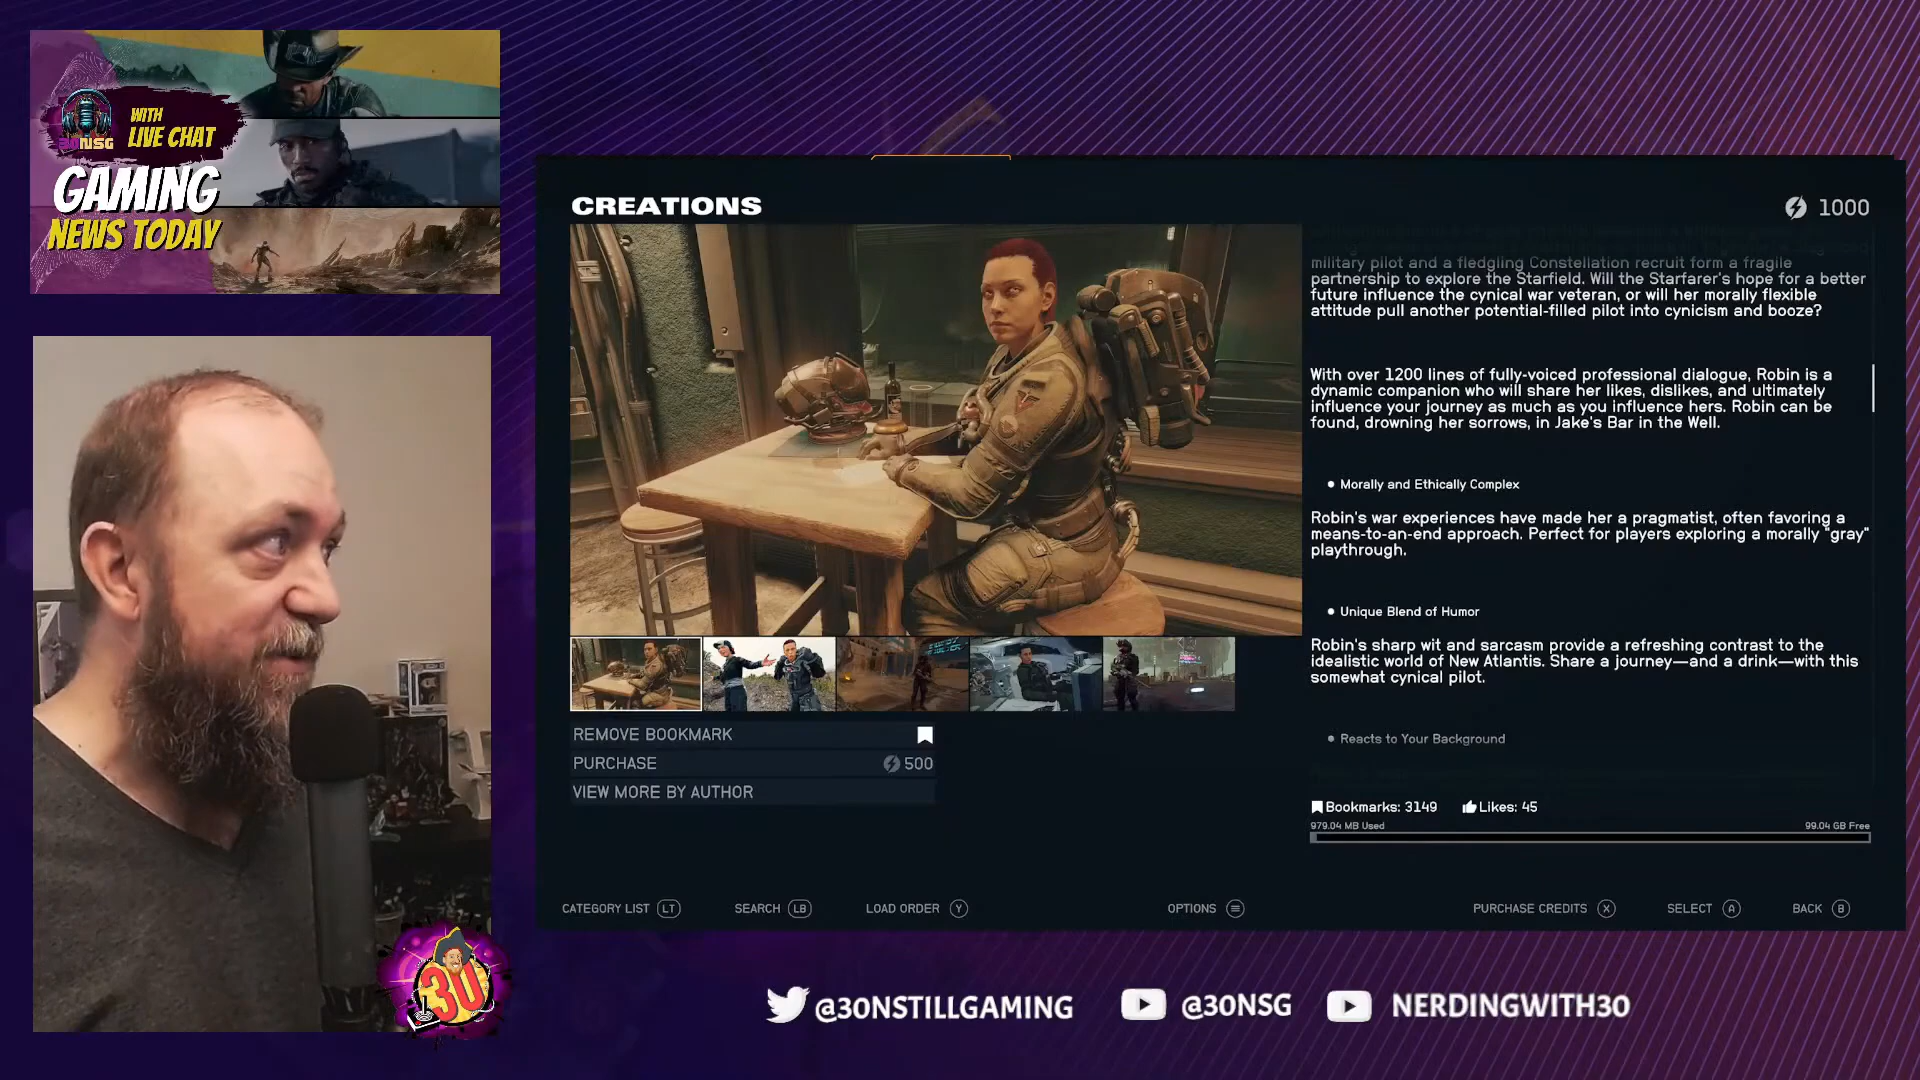 WITH
LIVE CHAT
30NSG
GAMING
NEWS TODAY
CREATIONS
1000
military pilot and a fledgling Constellation recruit form a fragile
partnership to explore the Starfield. Will the Starfarer's hope for a better
future influence the cynical war veteran, or will her morally flexible
attitude pull another potential-filled pilot into cynicism and booze?
With over 1200 lines of fully-voiced professional dialogue, Robin is a
dynamic companion who will share her likes, dislikes, and ultimately
influence your journey as much as you influence hers. Robin can be
found, drowning her sorrows, in Jake's Bar in the Well.
• Morally and Ethically Complex
Robin's war experiences have made her a pragmatist, often favoring a
means-to-an-end approach. Perfect for players exploring a morally "gray"
playthrough.
• Unique Blend of Humor
Robin's sharp wit and sarcasm provide a refreshing contrast to the
idealistic world of New Atlantis. Share a journey—and a drink—with this
somewhat cynical pilot.
• Reacts to Your Background
REMOVE BOOKMARK
PURCHASE 500
VIEW MORE BY AUTHOR
Bookmarks: 3149 Likes: 45
979.04 MB Used 99.04 GB Free
CATEGORY LIST LT SEARCH LB LOAD ORDER Y OPTIONS PURCHASE CREDITS X SELECT A BACK B
30
@30NSTILLGAMING @30NSG NERDINGWITH30